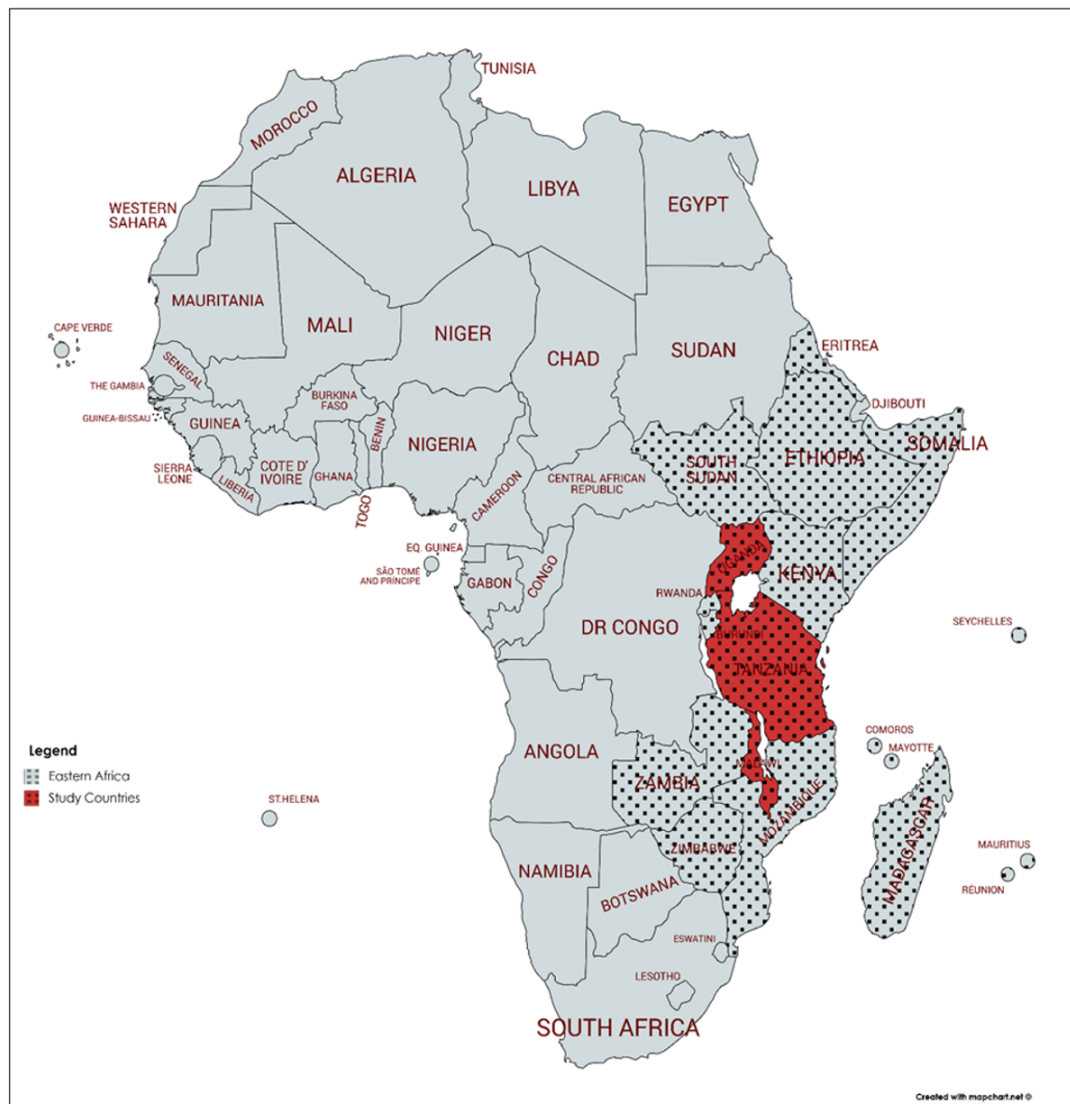 TUNISIA
MOROCCO
ALGERIA
LIBYA
EGYPT
WESTERN
SAHARA
MAURITANIA
MALI
NIGER
CHAD
SUDAN
ERITREA
CAPE VERDE
SENEGAL
THE GAMBIA
GUINEA-BISSAU
GUINEA
BURKINA
FASO
BENIN
NIGERIA
DJIBOUTI
SOMALIA
ETHIOPIA
SOUTH
SUDAN
SIERRA
LEONE
LIBERIA
COTE D'
IVOIRE
GHANA
TOGO
CAMEROON
CENTRAL AFRICAN
REPUBLIC
EQ. GUINEA
SÃO TOMÉ
AND PRÍNCIPE
GABON
CONGO
DR CONGO
UGANDA
KENYA
RWANDA
BURUNDI
TANZANIA
SEYCHELLES
COMOROS
MAYOTTE
ANGOLA
ZAMBIA
MALAWI
MOZAMBIQUE
ZIMBABWE
MADAGASCAR
MAURITIUS
RÉUNION
Legend
Eastern Africa
Study Countries
ST.HELENA
NAMIBIA
BOTSWANA
ESWATINI
LESOTHO
SOUTH AFRICA
Created with mapchart.net ©